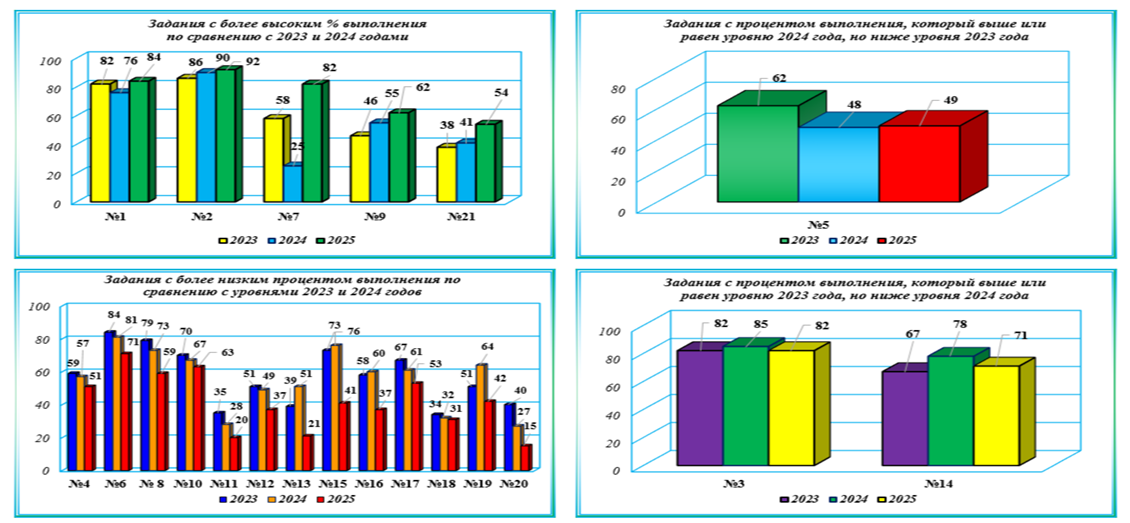 Задания с более высоким % выполнения
по сравнению с 2023 и 2024 годами
100
80
60
40
20
0
82 76 84
86 90 92
58 25 82
46 55 62
38 41 54
№1 №2 №7 №9 №21
2023 2024 2025
Задания с процентом выполнения, который выше или
равен уровню 2024 года, но ниже уровня 2023 года
80
60
40
20
0
62 48 49
№5
2023 2024 2025
Задания с более низким процентом выполнения по
сравнению с уровнями 2023 и 2024 годов
100
80
60
40
20
0
59 57 51
84 81 71
79 73 59
70 67 63
35 28 20
51 49 37
39 51 21
73 76 41
58 60 37
67 61 53
34 32 31
51 64 42
40 27 15
№4 №6 № 8 №10 №11 №12 №13 №15 №16 №17 №18 №19 №20
2023 2024 2025
Задания с процентом выполнения, который выше или
равен уровню 2023 года, но ниже уровня 2024 года
100
80
60
40
20
0
82 85 82
67 78 71
№3 №14
2023 2024 2025